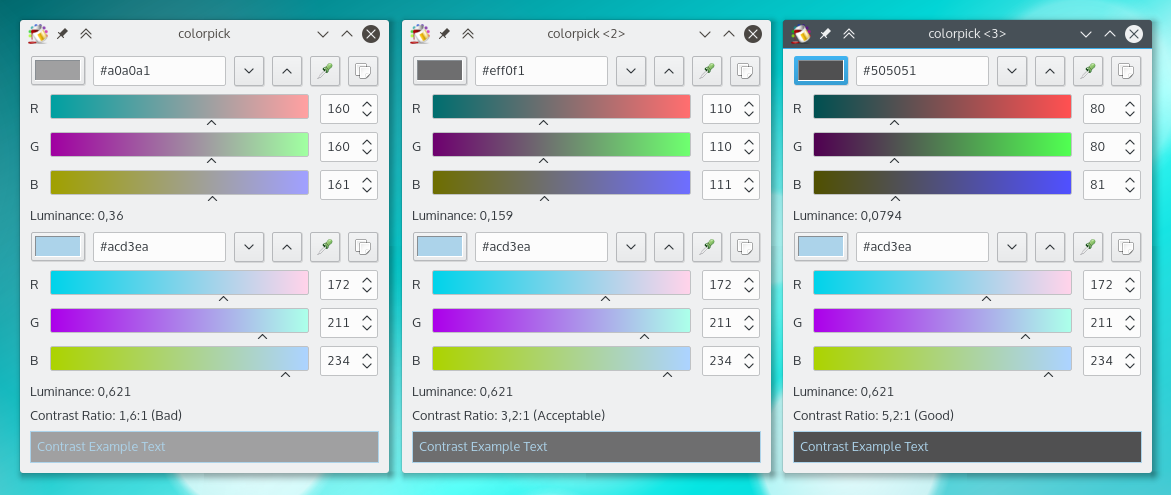 colorpick
#a0a0a1
R 160
G 160
B 161
Luminance: 0,36
#acd3ea
R 172
G 211
B 234
Luminance: 0,621
Contrast Ratio: 1,6:1 (Bad)
Contrast Example Text
colorpick <2>
#eff0f1
R 110
G 110
B 111
Luminance: 0,159
#acd3ea
R 172
G 211
B 234
Luminance: 0,621
Contrast Ratio: 3,2:1 (Acceptable)
Contrast Example Text
colorpick <3>
#505051
R 80
G 80
B 81
Luminance: 0,0794
#acd3ea
R 172
G 211
B 234
Luminance: 0,621
Contrast Ratio: 5,2:1 (Good)
Contrast Example Text